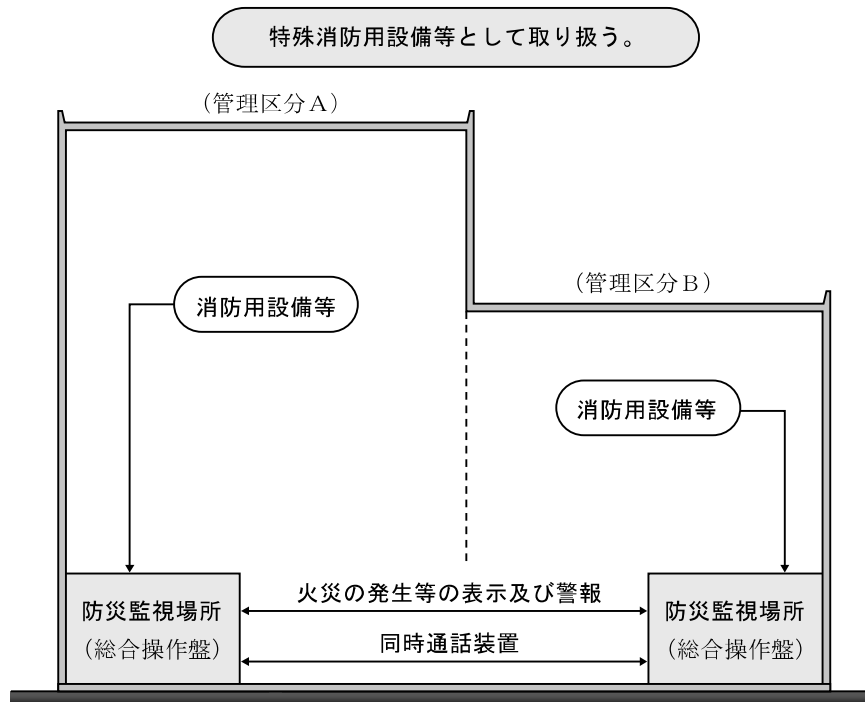 特殊消防用設備等として取り扱う。
（管理区分Ａ）
（管理区分Ｂ）
消防用設備等
消防用設備等
火災の発生等の表示及び警報
防災監視場所
（総合操作盤）
同時通話装置
防災監視場所
（総合操作盤）